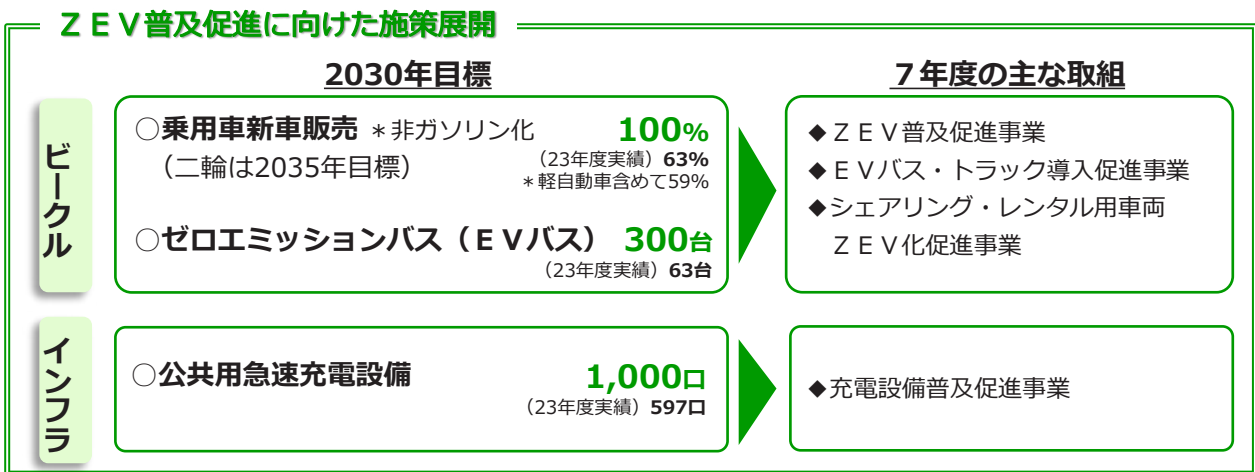 ＺＥＶ普及促進に向けた施策展開
2030年目標
７年度の主な取組
ビークル
○乗用車新車販売 ＊非ガソリン化 100%
（二輪は2035年目標） （23年度実績）63%
＊軽自動車含めて59%
○ゼロエミッションバス（ＥＶバス） 300台
（23年度実績）63台
◆ＺＥＶ普及促進事業
◆ＥＶバス・トラック導入促進事業
◆シェアリング・レンタル用車両
ＺＥＶ化促進事業
インフラ
○公共用急速充電設備 1,000口
（23年度実績）597口
◆充電設備普及促進事業